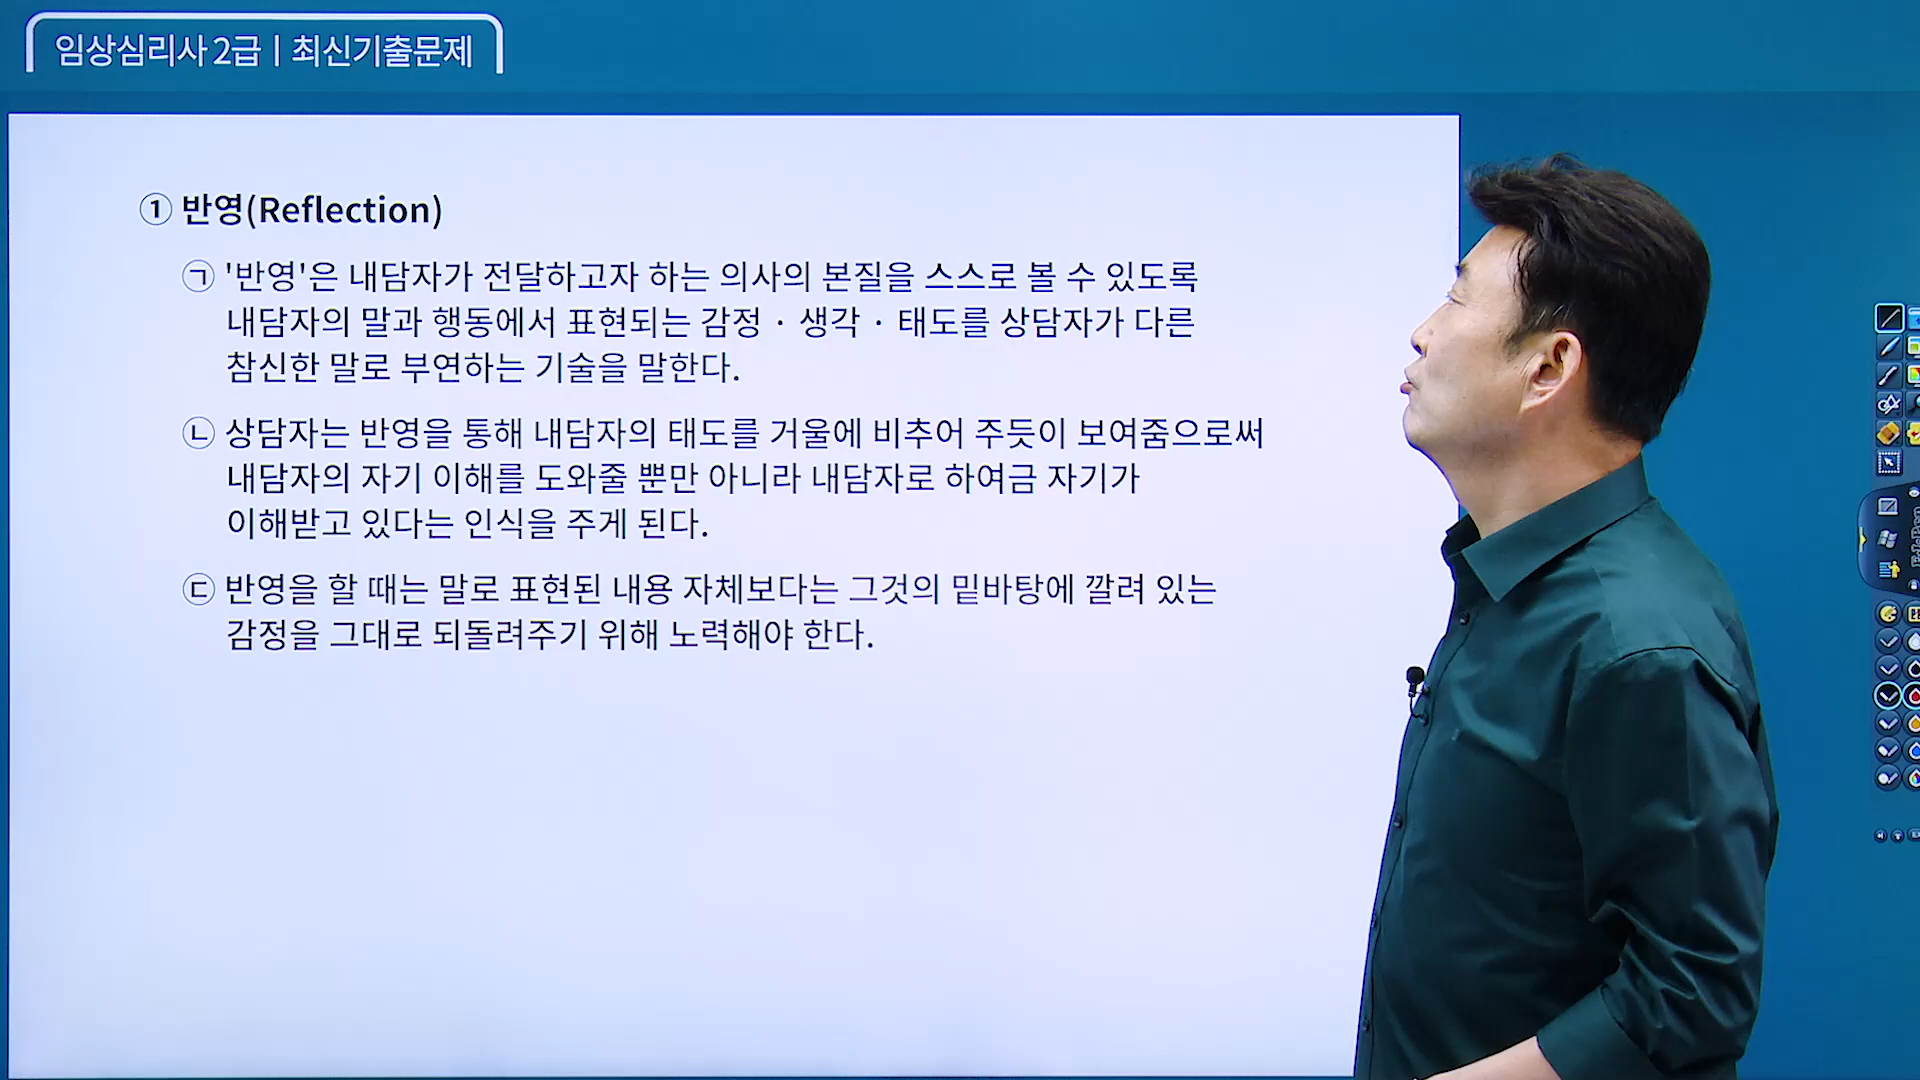 임상심리사 2급 | 최신기출문제
① 반영(Reflection)
㉠ '반영'은 내담자가 전달하고자 하는 의사의 본질을 스스로 볼 수 있도록
내담자의 말과 행동에서 표현되는 감정 · 생각 · 태도를 상담자가 다른
참신한 말로 부연하는 기술을 말한다.
㉡ 상담자는 반영을 통해 내담자의 태도를 거울에 비추어 주듯이 보여줌으로써
내담자의 자기 이해를 도와줄 뿐만 아니라 내담자로 하여금 자기가
이해받고 있다는 인식을 주게 된다.
㉢ 반영을 할 때는 말로 표현된 내용 자체보다는 그것의 밑바탕에 깔려 있는
감정을 그대로 되돌려주기 위해 노력해야 한다.